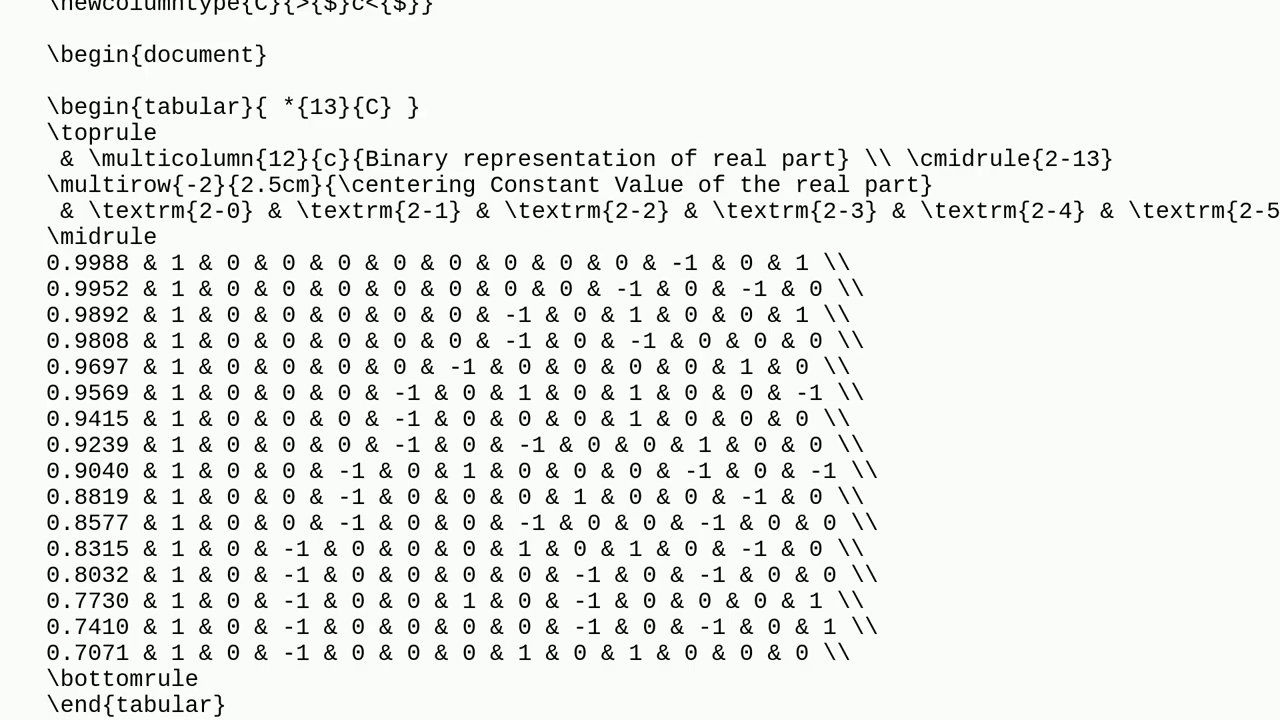 \newcolumntype{C}{>{$}c<{$}}
\begin{document}
\begin{tabular}{ *{13}{C} }
\toprule
& \multicolumn{12}{c}{Binary representation of real part} \\ \cmidrule{2-13}
\multirow{-2}{2.5cm}{\centering Constant Value of the real part}
& \textrm{2-0} & \textrm{2-1} & \textrm{2-2} & \textrm{2-3} & \textrm{2-4} & \textrm{2-5
\midrule
0.9988 & 1 & 0 & 0 & 0 & 0 & 0 & 0 & 0 & 0 & -1 & 0 & 1 \\
0.9952 & 1 & 0 & 0 & 0 & 0 & 0 & 0 & 0 & -1 & 0 & -1 & 0 \\
0.9892 & 1 & 0 & 0 & 0 & 0 & 0 & -1 & 0 & 1 & 0 & 0 & 1 \\
0.9808 & 1 & 0 & 0 & 0 & 0 & 0 & -1 & 0 & -1 & 0 & 0 & 0 \\
0.9697 & 1 & 0 & 0 & 0 & 0 & -1 & 0 & 0 & 0 & 0 & 1 & 0 \\
0.9569 & 1 & 0 & 0 & 0 & -1 & 0 & 1 & 0 & 1 & 0 & 0 & -1 \\
0.9415 & 1 & 0 & 0 & 0 & -1 & 0 & 0 & 0 & 1 & 0 & 0 & 0 \\
0.9239 & 1 & 0 & 0 & 0 & -1 & 0 & -1 & 0 & 0 & 1 & 0 & 0 \\
0.9040 & 1 & 0 & 0 & -1 & 0 & 1 & 0 & 0 & 0 & -1 & 0 & -1 \\
0.8819 & 1 & 0 & 0 & -1 & 0 & 0 & 0 & 1 & 0 & 0 & -1 & 0 \\
0.8577 & 1 & 0 & 0 & -1 & 0 & 0 & -1 & 0 & 0 & -1 & 0 & 0 \\
0.8315 & 1 & 0 & -1 & 0 & 0 & 0 & 1 & 0 & 1 & 0 & -1 & 0 \\
0.8032 & 1 & 0 & -1 & 0 & 0 & 0 & 0 & -1 & 0 & -1 & 0 & 0 \\
0.7730 & 1 & 0 & -1 & 0 & 0 & 1 & 0 & -1 & 0 & 0 & 0 & 1 \\
0.7410 & 1 & 0 & -1 & 0 & 0 & 0 & 0 & -1 & 0 & -1 & 0 & 1 \\
0.7071 & 1 & 0 & -1 & 0 & 0 & 0 & 1 & 0 & 1 & 0 & 0 & 0 \\
\bottomrule
\end{tabular}